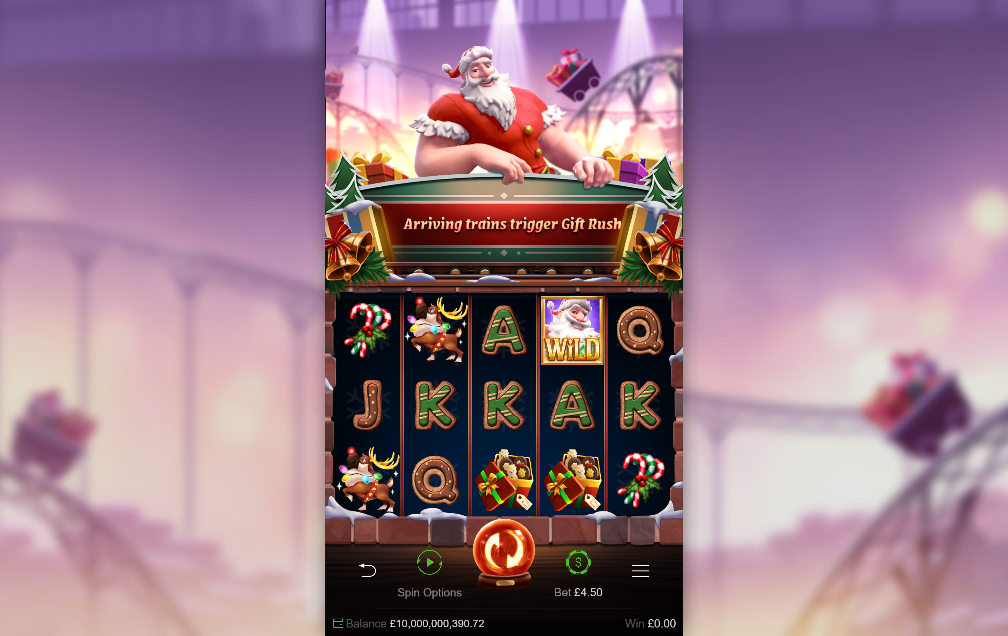 Arriving trains trigger Gift Rush
A
WILD
Q
J
K
K
A
K
Q
Spin Options
Bet £4.50
Balance £10,000,000,390.72
Win £0.00